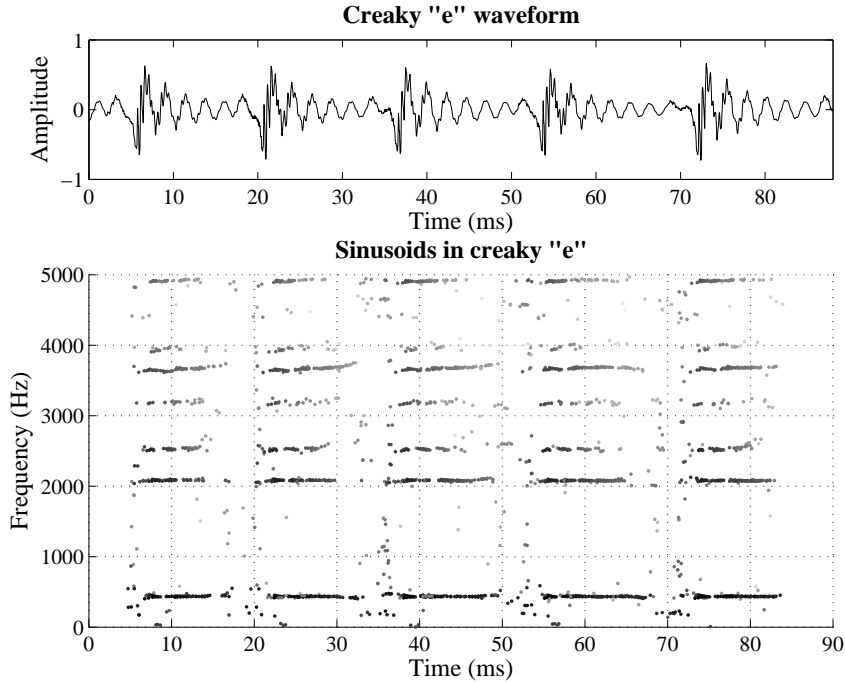 Creaky "e" waveform
1
0
−1
Amplitude
0 10 20 30 40 50 60 70 80
Time (ms)
Sinusoids in creaky "e"
5000
4000
3000
2000
1000
0
Frequency (Hz)
0 10 20 30 40 50 60 70 80 90
Time (ms)